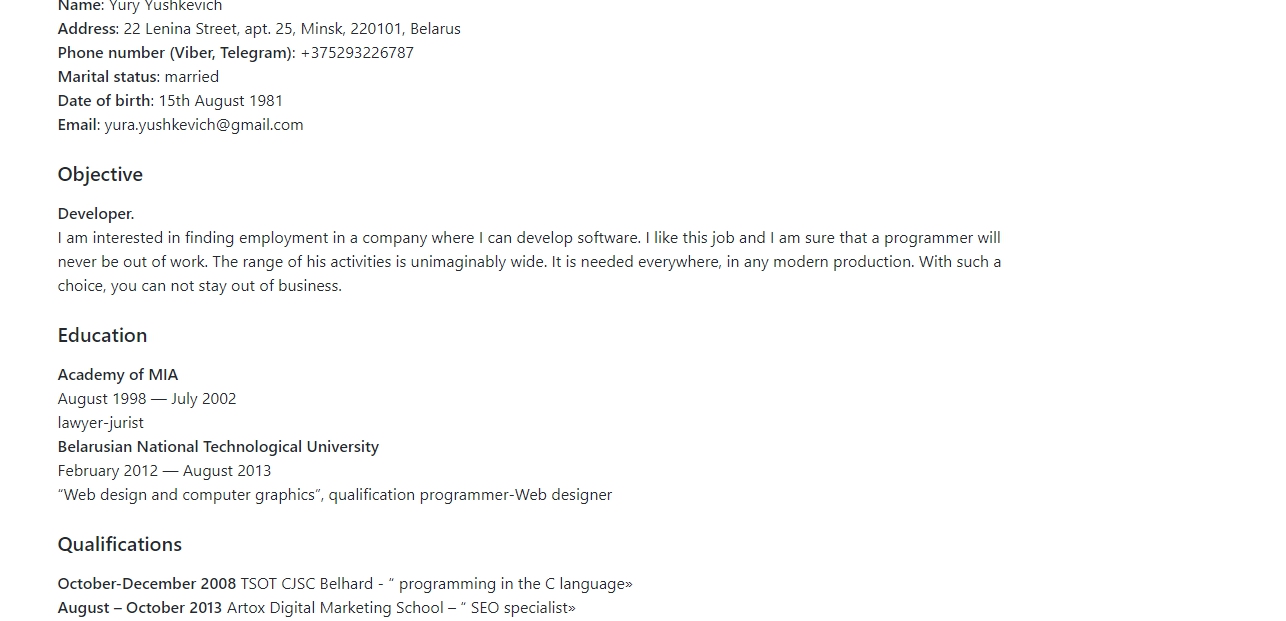 Name: Yury Yushkevich
Address: 22 Lenina Street, apt. 25, Minsk, 220101, Belarus
Phone number (Viber, Telegram): +375293226787
Marital status: married
Date of birth: 15th August 1981
Email: yura.yushkevich@gmail.com
Objective
Developer.
I am interested in finding employment in a company where I can develop software. I like this job and I am sure that a programmer will
never be out of work. The range of his activities is unimaginably wide. It is needed everywhere, in any modern production. With such a
choice, you can not stay out of business.
Education
Academy of MIA
August 1998 — July 2002
lawyer-jurist
Belarusian National Technological University
February 2012 — August 2013
“Web design and computer graphics”, qualification programmer-Web designer
Qualifications
October-December 2008 TSOT CJSC Belhard - “ programming in the C language»
August – October 2013 Artox Digital Marketing School – “ SEO specialist»